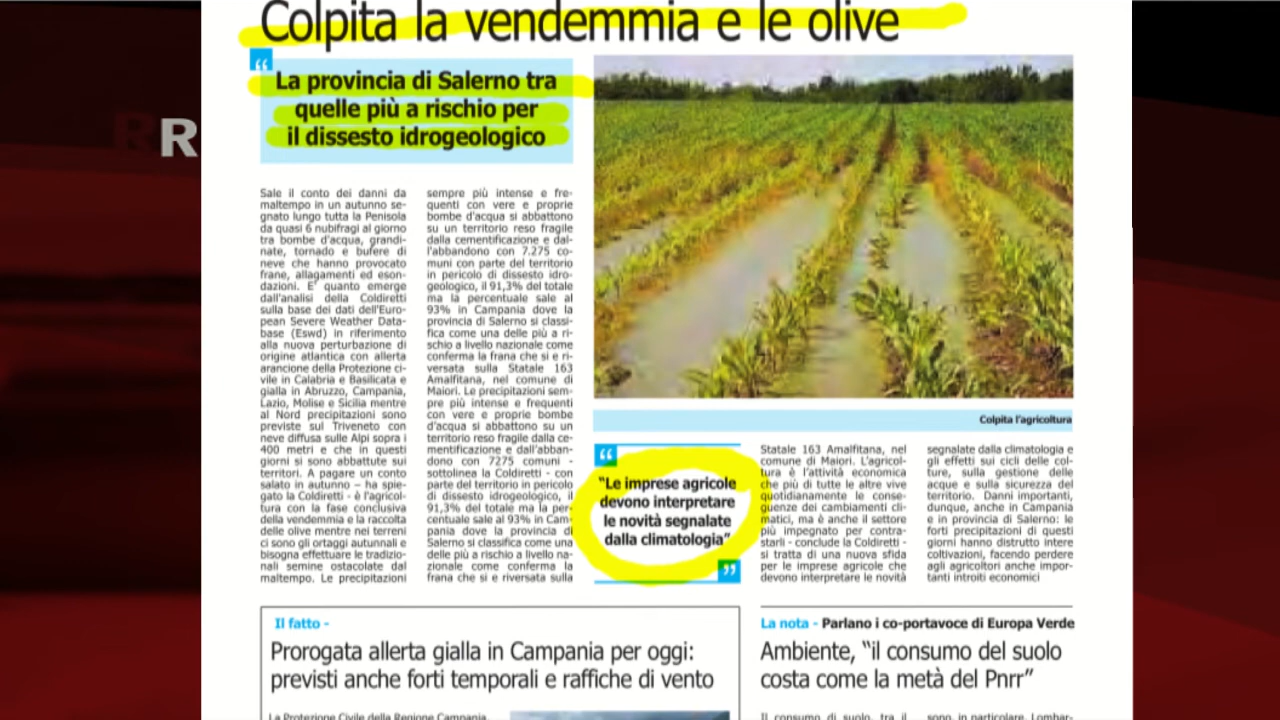 Colpita la vendemmia e le olive
“
La provincia di Salerno tra
quelle più a rischio per
il dissesto idrogeologico
R R
Sale il conto dei danni da
maltempo in un autunno se-
gnato lungo tutta la Penisola
da quasi 6 nubifragi al giorno
tra bombe d'acqua, grandi-
nate, tornado e bufere di
neve che hanno provocato
frane, allagamenti ed eson-
dazioni. E' quanto emerge
dall'analisi della Coldiretti
sulla base dei dati dell'Euro-
pean Severe Weather Data-
base (Eswd) in riferimento
alla nuova perturbazione di
origine atlantica con allerta
arancione della Protezione ci-
vile in Calabria e Basilicata e
gialla in Abruzzo, Campania,
Lazio, Molise e Sicilia mentre
al Nord precipitazioni sono
previste sul Triveneto con
neve diffusa sulle Alpi sopra i
400 metri e che in questi
giorni si sono abbattute sui
territori. A pagare un conto
salato in autunno – ha spie-
gato la Coldiretti - è l'agricol-
tura con la fase conclusiva
della vendemmia e la raccolta
delle olive mentre nei terreni
ci sono gli ortaggi autunnali e
bisogna effettuare le tradizio-
nali semine ostacolate dal
maltempo. Le precipitazioni
sempre più intense e fre-
quenti con vere e proprie
bombe d'acqua si abbattono
su un territorio reso fragile
dalla cementificazione e dal-
l'abbandono con 7.275 co-
muni con parte del territorio
in pericolo di dissesto idro-
geologico, il 91,3% del totale
ma la percentuale sale al
93% in Campania dove la
provincia di Salerno si classi-
fica come una delle più a ri-
schio a livello nazionale come
conferma la frana che si e ri-
versata sulla Statale 163
Amalfitana, nel comune di
Maiori. Le precipitazioni sem-
pre più intense e frequenti
con vere e proprie bombe
d'acqua si abbattono su un
territorio reso fragile dalla ce-
mentificazione e dall'abban-
dono con 7275 comuni -
sottolinea la Coldiretti - con
parte del territorio in pericolo
di dissesto idrogeologico, il
91,3% del totale ma la per-
centuale sale al 93% in Cam-
pania dove la provincia di
Salerno si classifica come una
delle più a rischio a livello na-
zionale come conferma la
frana che si e riversata sulla
Colpita l'agricoltura
“
“Le imprese agricole
devono interpretare
le novità segnalate
dalla climatologia”
”
Statale 163 Amalfitana, nel
comune di Maiori. L'agricol-
tura è l'attività economica
che più di tutte le altre vive
quotidianamente le conse-
guenze dei cambiamenti cli-
matici, ma è anche il settore
più impegnato per contra-
starli - conclude la Coldiretti -
si tratta di una nuova sfida
per le imprese agricole che
devono interpretare le novità
segnalate dalla climatologia e
gli effetti sui cicli delle col-
ture, sulla gestione delle
acque e sulla sicurezza del
territorio. Danni importanti,
dunque, anche in Campania
e in provincia di Salerno: le
forti precipitazioni di questi
giorni hanno distrutto intere
coltivazioni, facendo perdere
agli agricoltori anche impor-
tanti introiti economici
Il fatto -
Prorogata allerta gialla in Campania per oggi:
previsti anche forti temporali e raffiche di vento
La Protezione Civile della Regione Campania,
La nota - Parlano i co-portavoce di Europa Verde
Ambiente, “il consumo del suolo
costa come la metà del Pnrr”
Il consumo di suolo, tra il
sono, in particolare, Lombar-